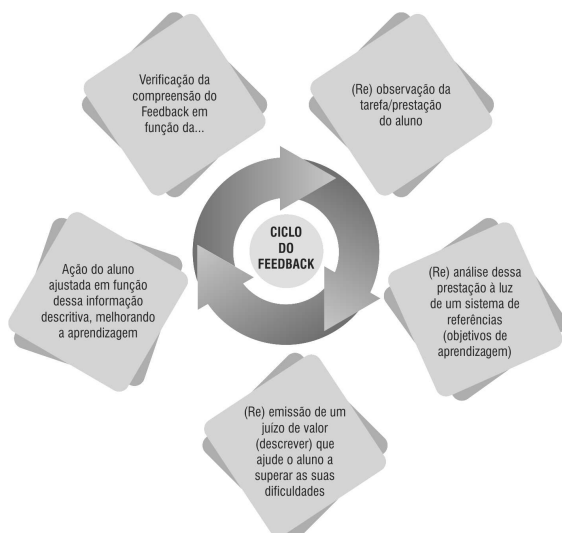 Verificação da
compreensão do
Feedback em
função da...
(Re) observação da
tarefa/prestação
do aluno
CICLO
DO
FEEDBACK
Ação do aluno
ajustada em função
dessa informação
descritiva, melhorando
a aprendizagem
(Re) análise dessa
prestação à luz
de um sistema de
referências
(objetivos de
aprendizagem)
(Re) emissão de um
juízo de valor
(descrever) que
ajude o aluno a
superar as suas
dificuldades